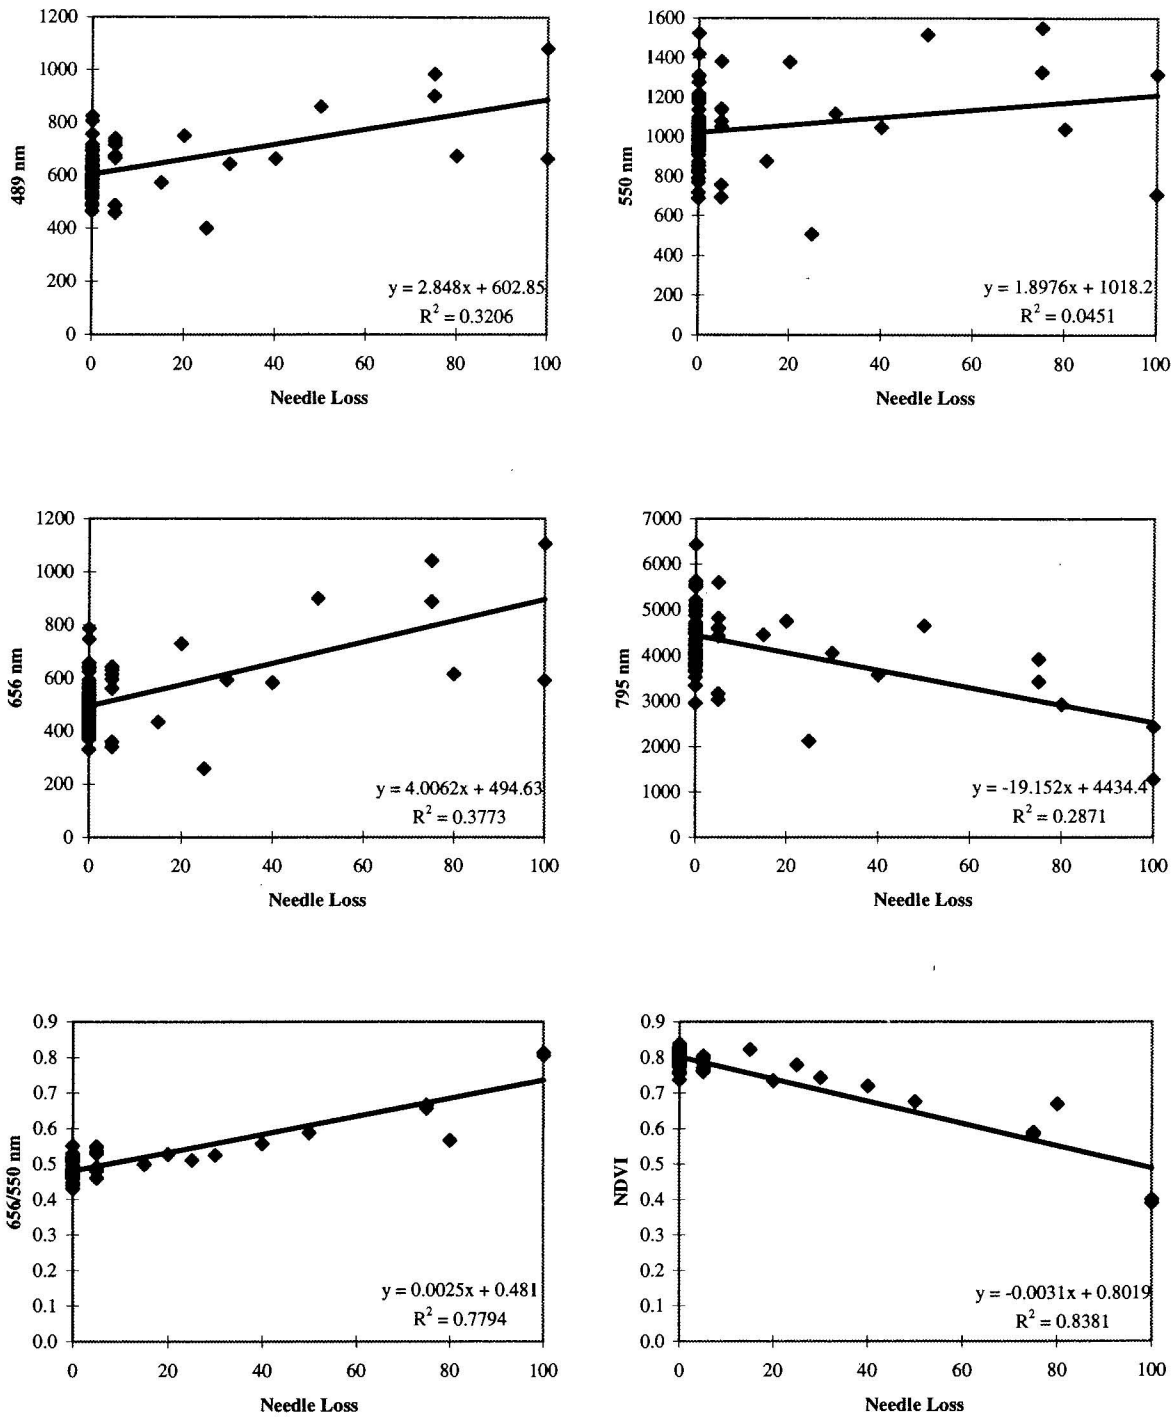 1200
1000
800
600
400
200
0
489 nm
y = 2.848x + 602.85
R² = 0.3206
0 20 40 60 80 100
Needle Loss
1600
1400
1200
1000
800
600
400
200
0
550 nm
y = 1.8976x + 1018.2
R² = 0.0451
0 20 40 60 80 100
Needle Loss
1200
1000
800
600
400
200
0
656 nm
y = 4.0062x + 494.63
R² = 0.3773
0 20 40 60 80 100
Needle Loss
7000
6000
5000
4000
3000
2000
1000
0
795 nm
y = -19.152x + 4434.4
R² = 0.2871
0 20 40 60 80 100
Needle Loss
0.9
0.8
0.7
0.6
0.5
0.4
0.3
0.2
0.1
0.0
656/550 nm
y = 0.0025x + 0.481
R² = 0.7794
0 20 40 60 80 100
Needle Loss
0.9
0.8
0.7
0.6
0.5
0.4
0.3
0.2
0.1
0.0
NDVI
y = -0.0031x + 0.8019
R² = 0.8381
0 20 40 60 80 100
Needle Loss